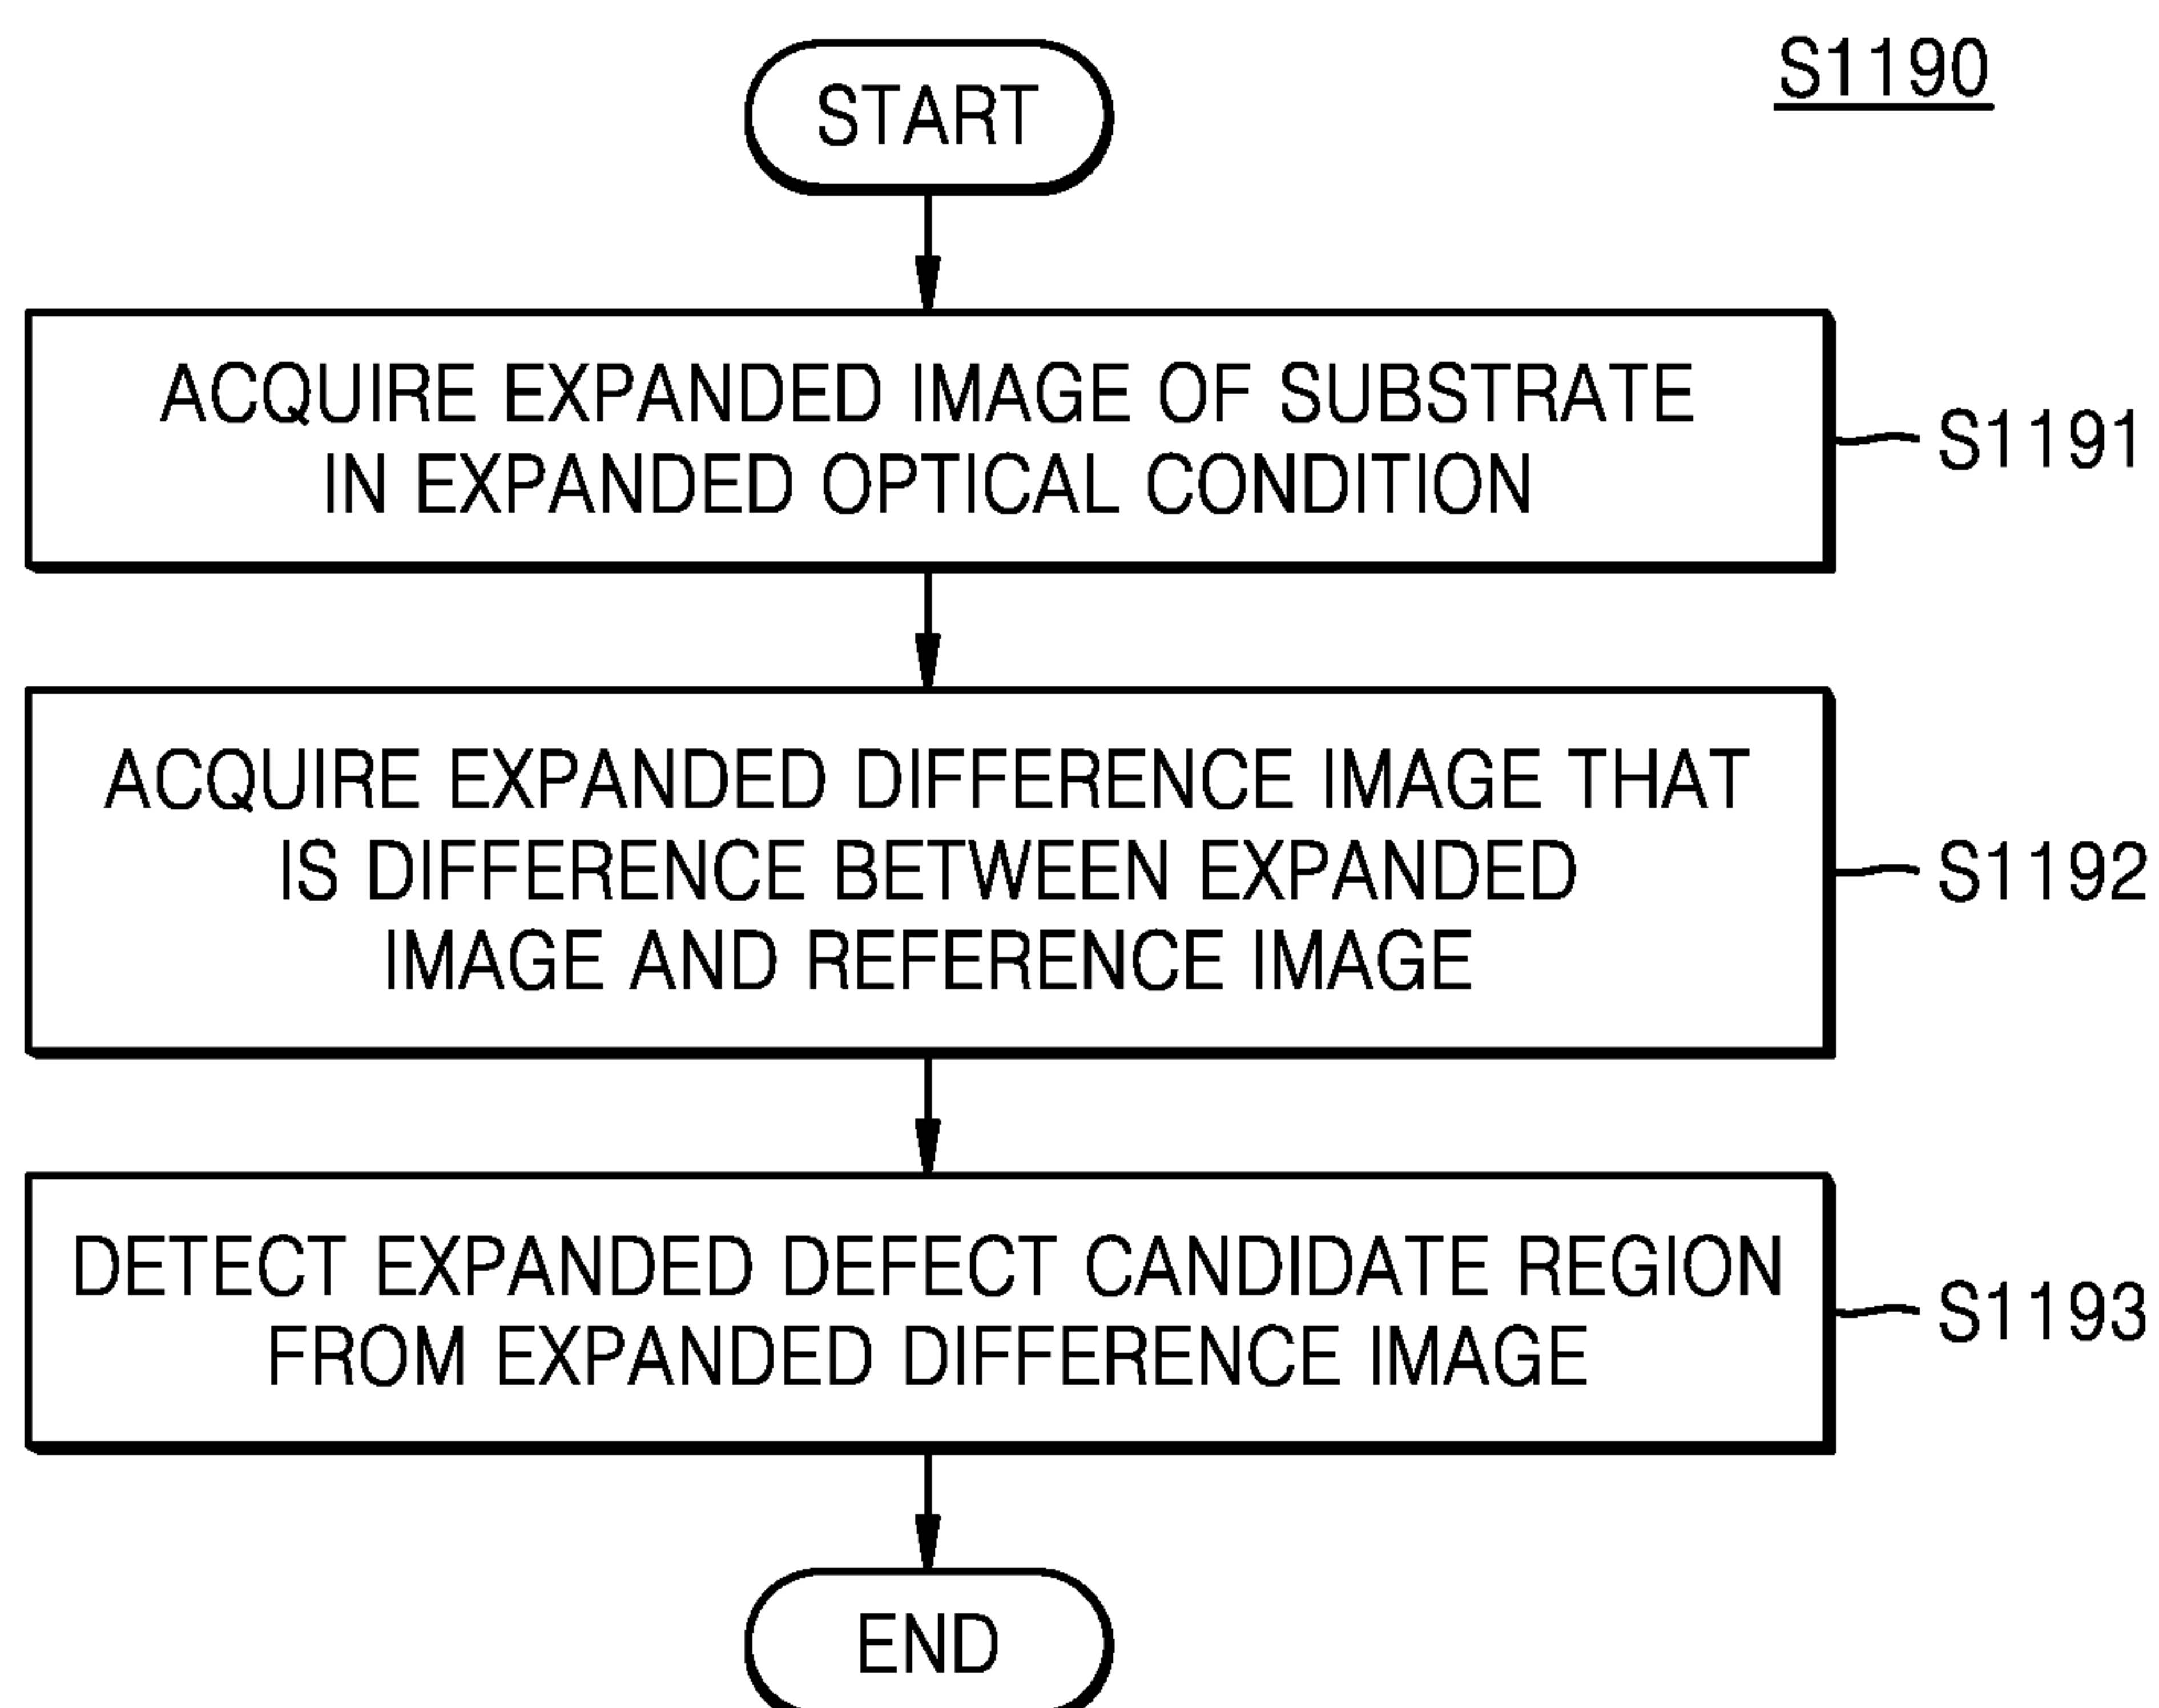 START
S1190
ACQUIRE EXPANDED IMAGE OF SUBSTRATE
IN EXPANDED OPTICAL CONDITION
S1191
ACQUIRE EXPANDED DIFFERENCE IMAGE THAT
IS DIFFERENCE BETWEEN EXPANDED
IMAGE AND REFERENCE IMAGE
S1192
DETECT EXPANDED DEFECT CANDIDATE REGION
FROM EXPANDED DIFFERENCE IMAGE
S1193
END